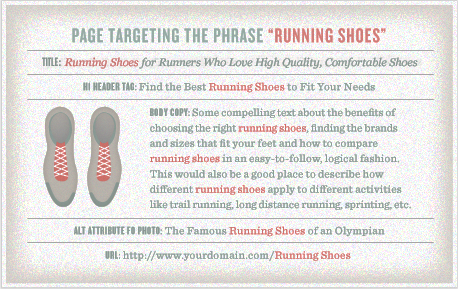 PAGE TARGETING THE PHRASE “RUNNING SHOES”
TITLE: Running Shoes for Runners Who Love High Quality, Comfortable Shoes
H1 HEADER TAG: Find the Best Running Shoes to Fit Your Needs
BODY COPY: Some compelling text about the benefits of
choosing the right running shoes, finding the brands
and sizes that fit your feet and how to compare
running shoes in an easy-to-follow, logical fashion.
This would also be a good place to describe how
different running shoes apply to different activities
like trail running, long distance running, sprinting, etc.
ALT ATTRIBUTE FO PHOTO: The Famous Running Shoes of an Olympian
URL: http://www.yourdomain.com/Running Shoes